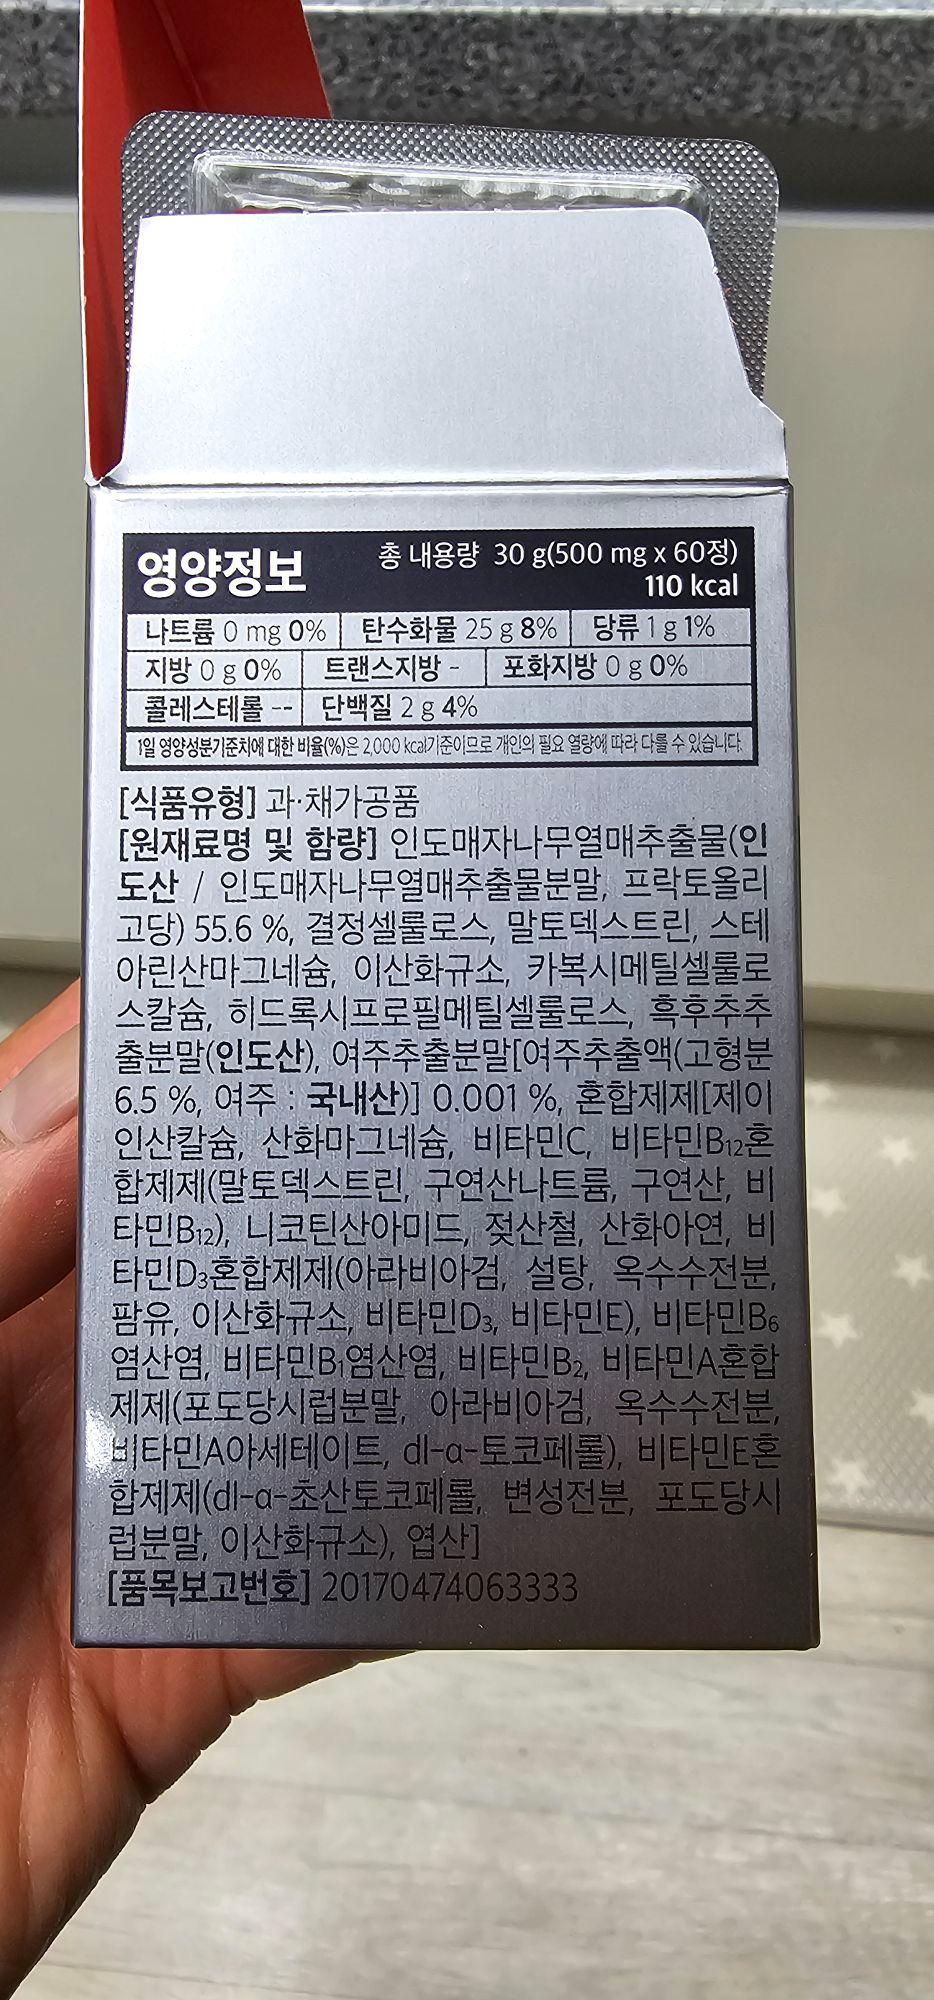 영양정보 총 내용량 30 g(500 mg x 60정)
110 kcal
나트륨 0 mg 0% 탄수화물 25 g 8% 당류 1 g 1%
지방 0 g 0% 트랜스지방 - 포화지방 0 g 0%
콜레스테롤 -- 단백질 2 g 4%
1일 영양성분기준치에 대한 비율(%)은 2,000 kcal기준이므로 개인의 필요 열량에 따라 다를 수 있습니다.
[식품유형] 과·채가공품
[원재료명 및 함량] 인도매자나무열매추출물(인
도산 / 인도매자나무열매추출물분말, 프락토올리
고당) 55.6 %, 결정셀룰로스, 말토덱스트린, 스테
아린산마그네슘, 이산화규소, 카복시메틸셀룰로
스칼슘, 히드록시프로필메틸셀룰로스, 흑후추추
출분말(인도산), 여주추출분말[여주추출액(고형분
6.5 %, 여주 : 국내산)] 0.001 %, 혼합제제[제이
인산칼슘, 산화마그네슘, 비타민C, 비타민B₁₂혼
합제제(말토덱스트린, 구연산나트륨, 구연산, 비
타민B₁₂), 니코틴산아미드, 젖산철, 산화아연, 비
타민D₃혼합제제(아라비아검, 설탕, 옥수수전분,
팜유, 이산화규소, 비타민D₃, 비타민E), 비타민B₆
염산염, 비타민B₁염산염, 비타민B₂, 비타민A혼합
제제(포도당시럽분말, 아라비아검, 옥수수전분,
비타민A아세테이트, dl-α-토코페롤), 비타민E혼
합제제(dl-α-초산토코페롤, 변성전분, 포도당시
럽분말, 이산화규소), 엽산]
[품목보고번호] 20170474063333